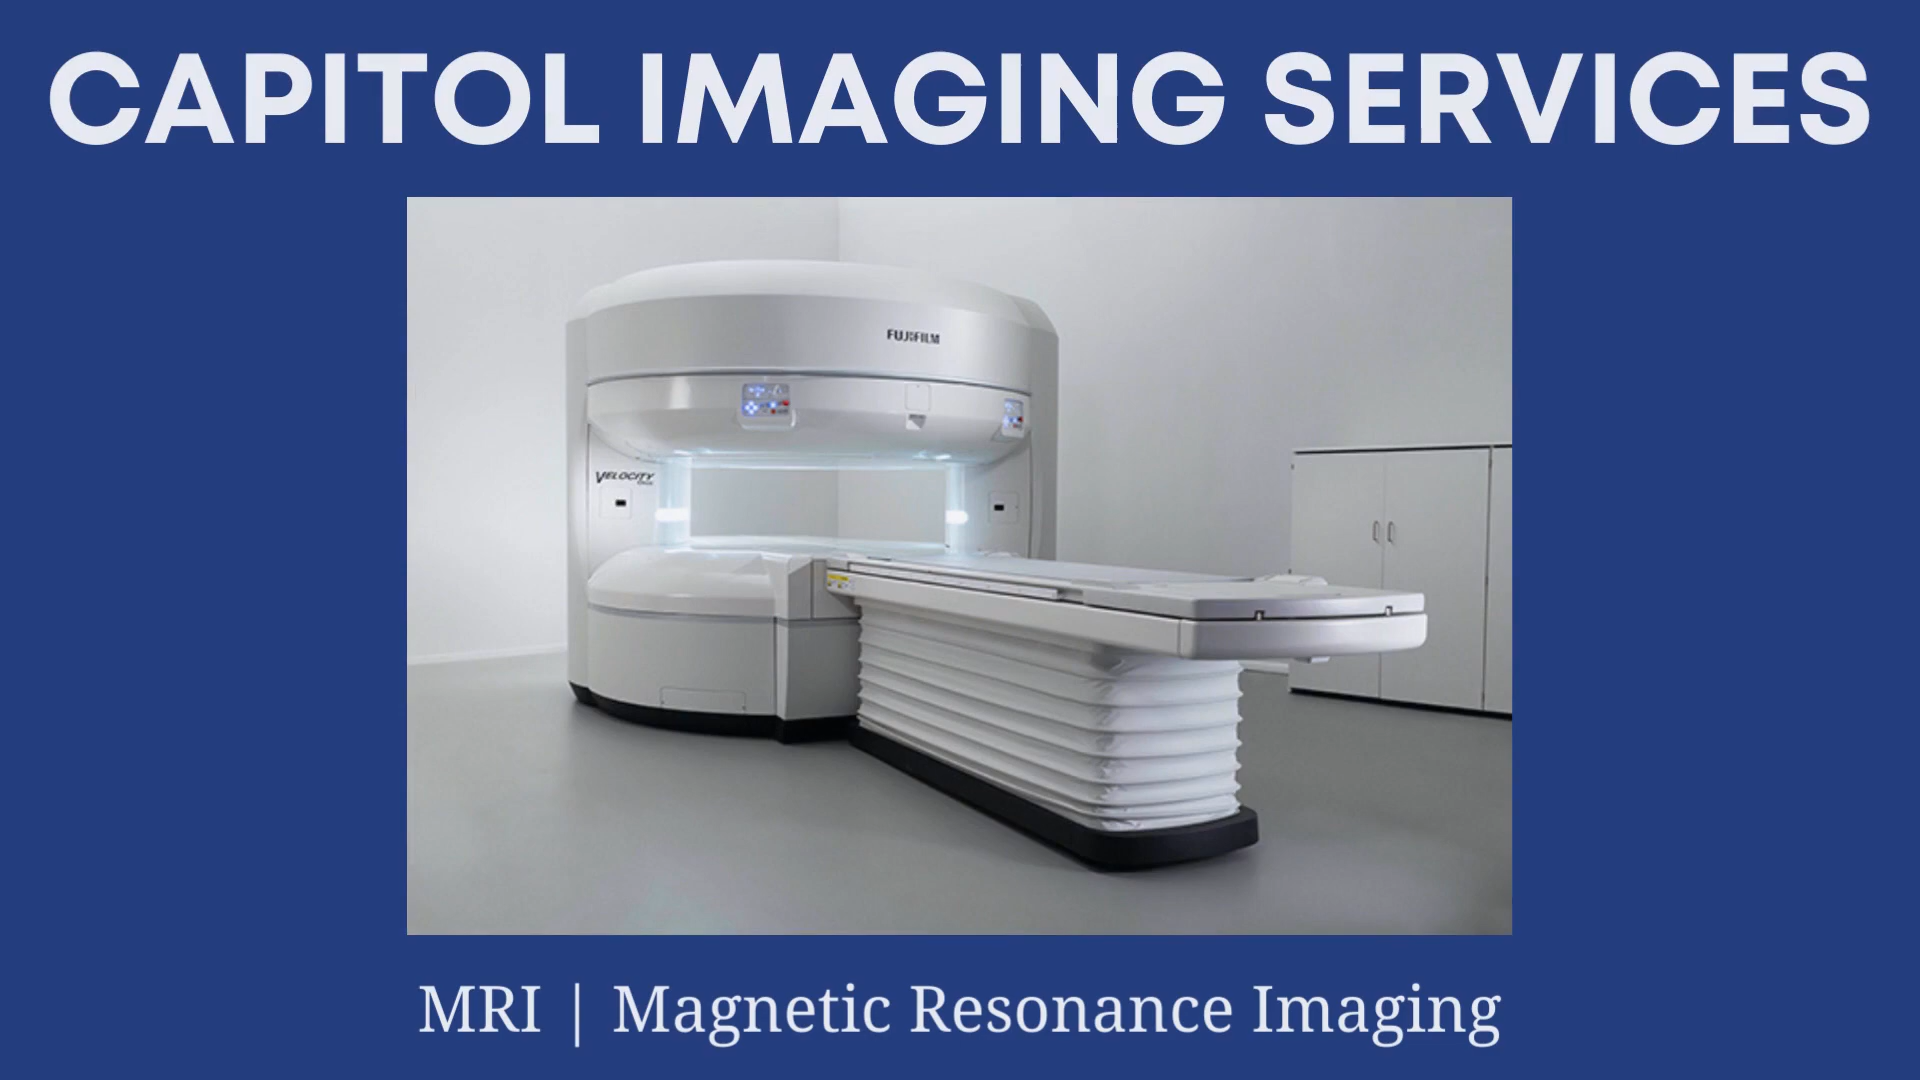 CAPITOL IMAGING SERVICES
FUJIFILM
VELOCITY
MRI | Magnetic Resonance Imaging